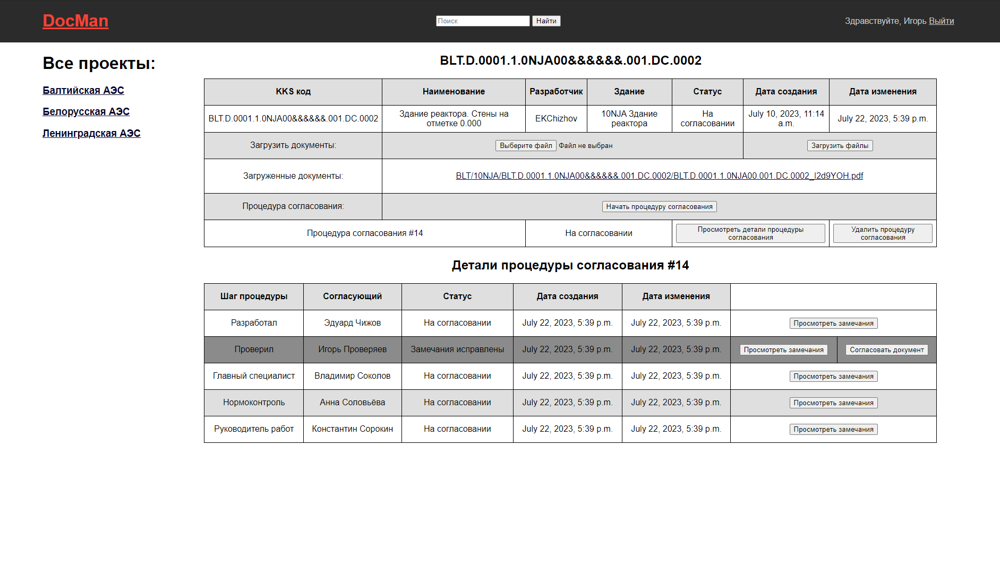 DocMan
Поиск
Найти
Здравствуйте, Игорь Выйти
Все проекты:
Балтийская АЭС
Белорусская АЭС
Ленинградская АЭС
BLT.D.0001.1.0NJA00&&&&&&.001.DC.0002
KKS код Наименование Разработчик Здание Статус Дата создания Дата изменения
BLT.D.0001.1.0NJA00&&&&&&.001.DC.0002
Здание реактора. Стены на
отметке 0.000
EKChizhov
10NJA Здание
реактора
На
согласовании
July 10, 2023, 11:14
a.m.
July 22, 2023, 5:39 p.m.
Загрузить документы: Выберите файл Файл не выбран Загрузить файлы
Загруженные документы: BLT/10NJA/BLT.D.0001.1.0NJA00&&&&&&.001.DC.0002/BLT.D.0001.1.0NJA00.001.DC.0002_I2d9YOH.pdf
Процедура согласования: Начать процедуру согласования
Процедура согласования #14 На согласовании
Просмотреть детали процедуры
согласования
Удалить процедуру
согласования
Детали процедуры согласования #14
Шаг процедуры Согласующий Статус Дата создания Дата изменения
Разработал Эдуард Чижов На согласовании July 22, 2023, 5:39 p.m. July 22, 2023, 5:39 p.m. Просмотреть замечания
Проверил Игорь Проверяев Замечания исправлены July 22, 2023, 5:39 p.m. July 22, 2023, 5:39 p.m. Просмотреть замечания Согласовать документ
Главный специалист Владимир Соколов На согласовании July 22, 2023, 5:39 p.m. July 22, 2023, 5:39 p.m. Просмотреть замечания
Нормоконтроль Анна Соловьёва На согласовании July 22, 2023, 5:39 p.m. July 22, 2023, 5:39 p.m. Просмотреть замечания
Руководитель работ Константин Сорокин На согласовании July 22, 2023, 5:39 p.m. July 22, 2023, 5:39 p.m. Просмотреть замечания